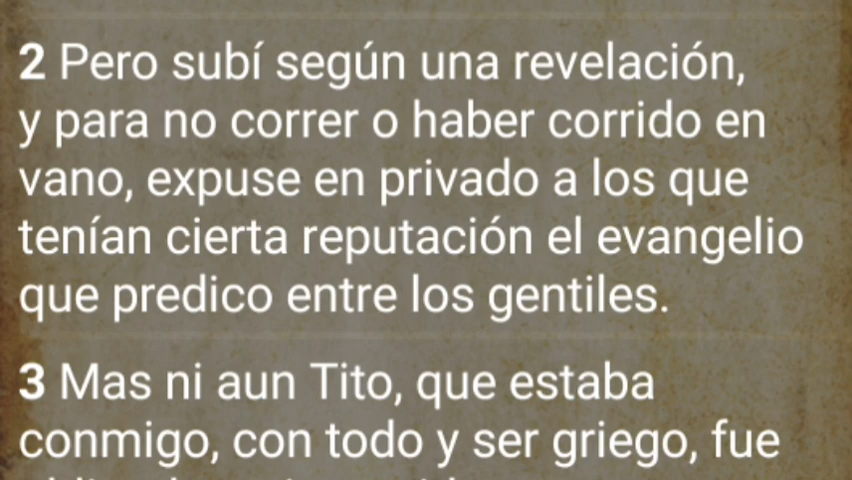 2 Pero subí según una revelación,
y para no correr o haber corrido en
vano, expuse en privado a los que
tenían cierta reputación el evangelio
que predico entre los gentiles.
3 Mas ni aun Tito, que estaba
conmigo, con todo y ser griego, fue